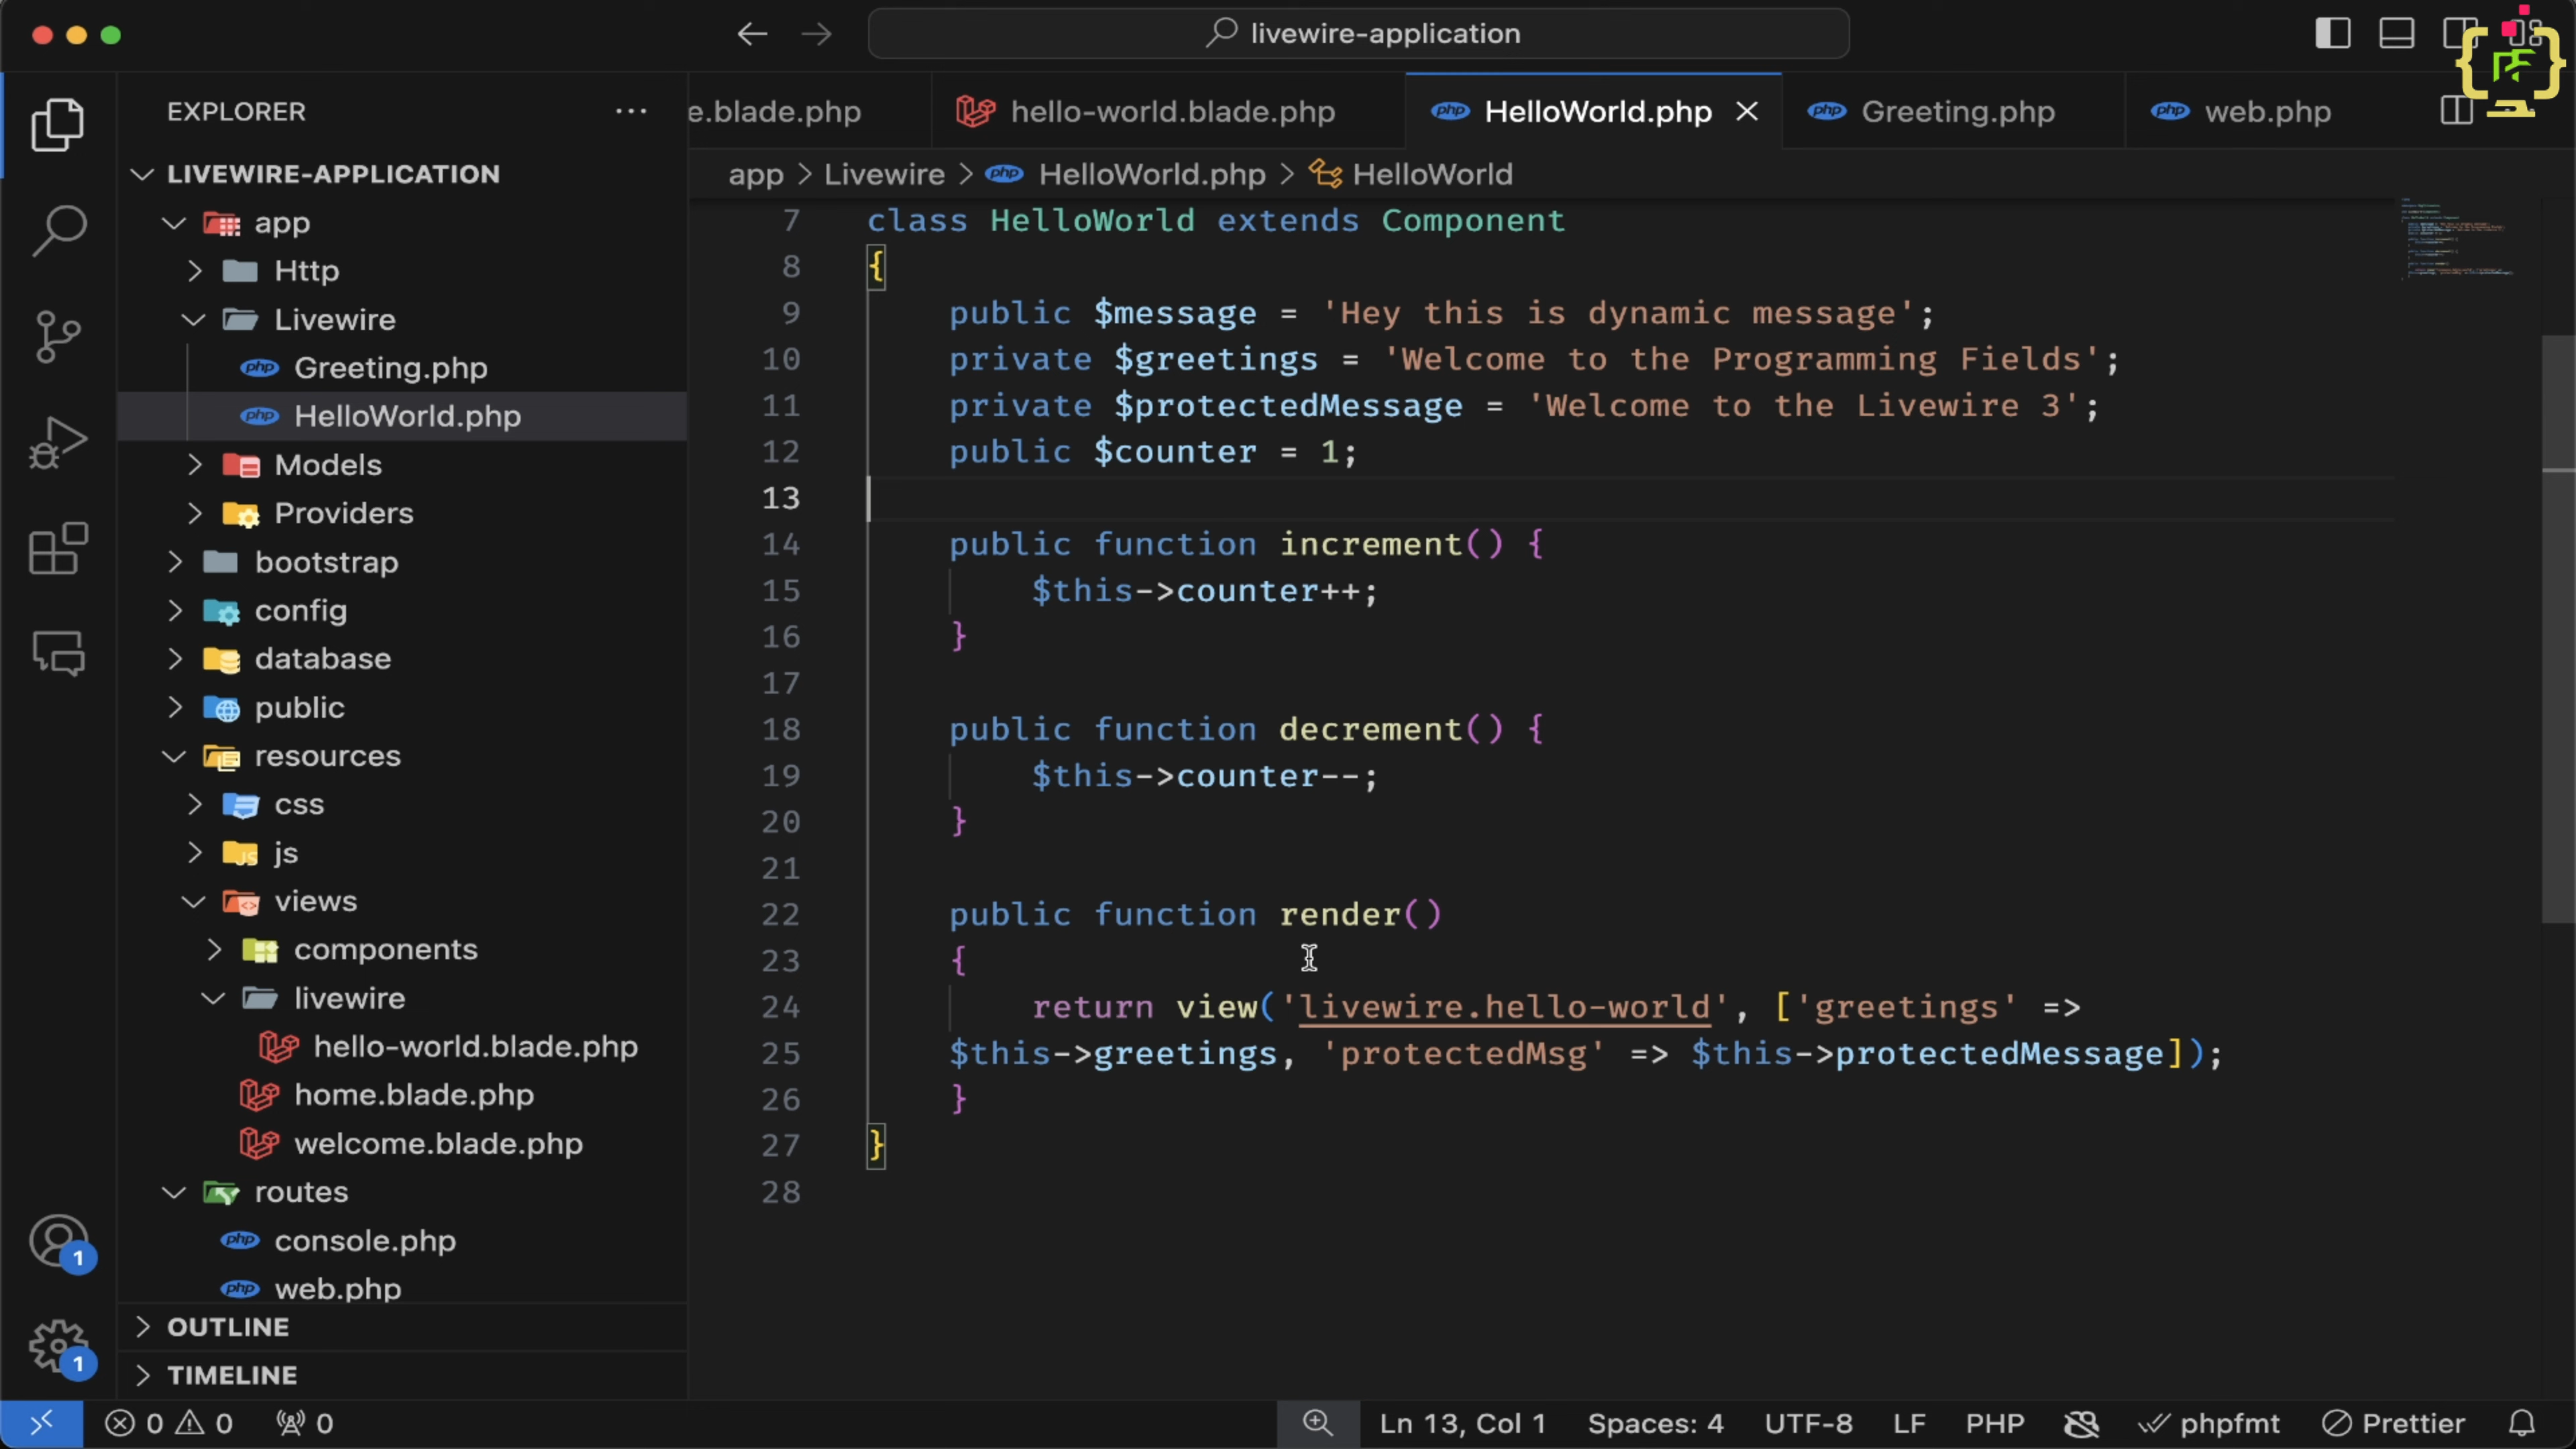 livewire-application
EXPLORER
LIVEWIRE-APPLICATION
app
Http
Livewire
Greeting.php
HelloWorld.php
Models
Providers
bootstrap
config
database
public
resources
css
js
views
components
livewire
hello-world.blade.php
home.blade.php
welcome.blade.php
routes
console.php
web.php
OUTLINE
TIMELINE
e.blade.php
hello-world.blade.php
HelloWorld.php
Greeting.php
web.php
app > Livewire > HelloWorld.php > HelloWorld
7 class HelloWorld extends Component
8 {
9 public $message = 'Hey this is dynamic message';
10 private $greetings = 'Welcome to the Programming Fields';
11 private $protectedMessage = 'Welcome to the Livewire 3';
12 public $counter = 1;
13
14 public function increment() {
15 $this->counter++;
16 }
17
18 public function decrement() {
19 $this->counter--;
20 }
21
22 public function render()
23 {
24 return view('livewire.hello-world', ['greetings' =>
25 $this->greetings, 'protectedMsg' => $this->protectedMessage]);
26 }
27 }
28
1
1
0 0 0 Ln 13, Col 1 Spaces: 4 UTF-8 LF PHP phpfmt Prettier